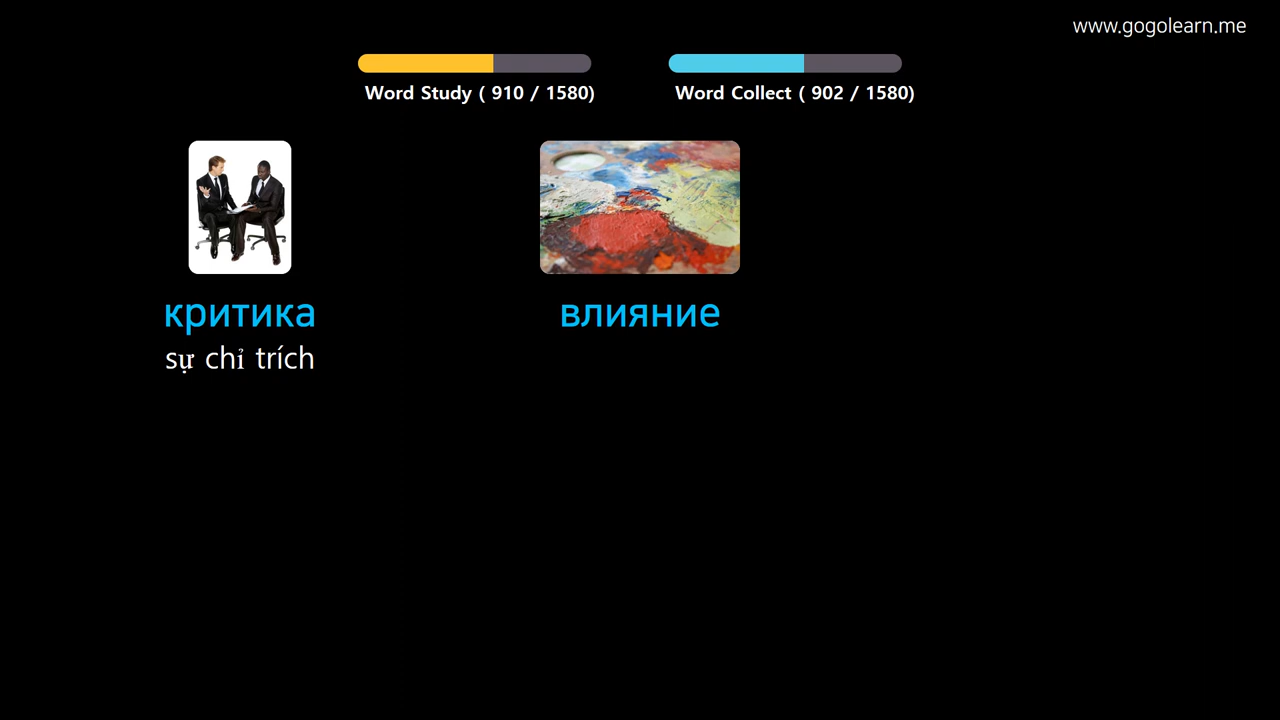 www.gogolearn.me
Word Study ( 910 / 1580)
Word Collect ( 902 / 1580)
критика
sự chỉ trích
влияние